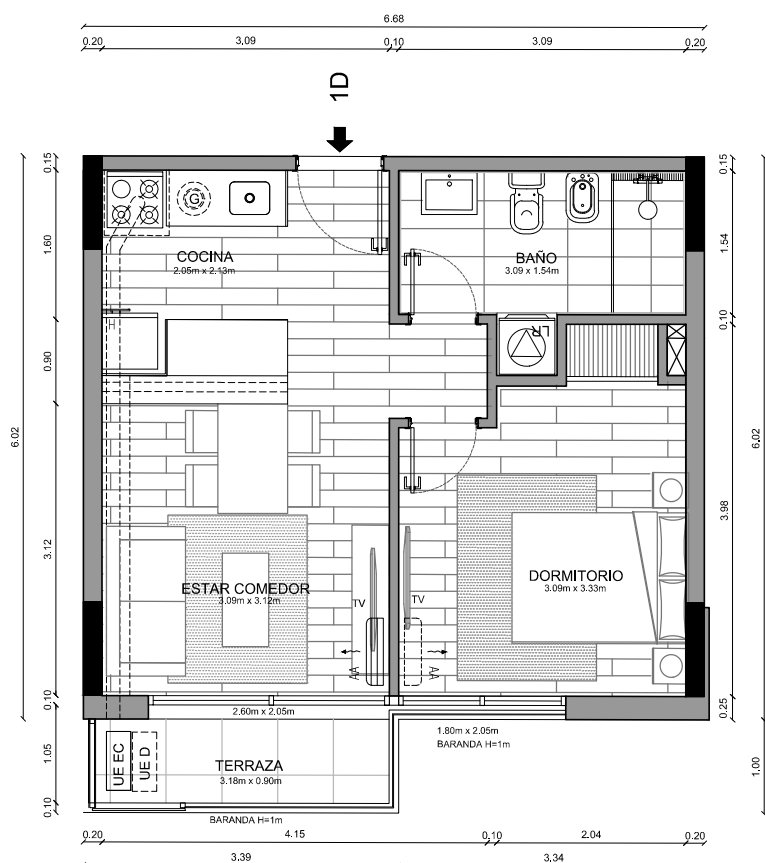 6.68
0.20
3.09
0.10
3.09
0.20
1D
0.15
1.60
0.90
3.12
0.10
1.05
0.10
6.02
G
COCINA
2.05m x 2.13m
BAÑO
3.09 x 1.54m
LR
H
0.15
1.54
0.10
3.98
0.25
1.00
6.02
ESTAR COMEDOR
3.09m x 3.12m
TV
AA
TV
AA
DORMITORIO
3.09m x 3.33m
2.60m x 2.05m
1.80m x 2.05m
BARANDA H=1m
TERRAZA
3.18m x 0.90m
UE EC
UE D
BARANDA H=1m
0.20
4.15
0.10
2.04
0.20
3.39
3.34